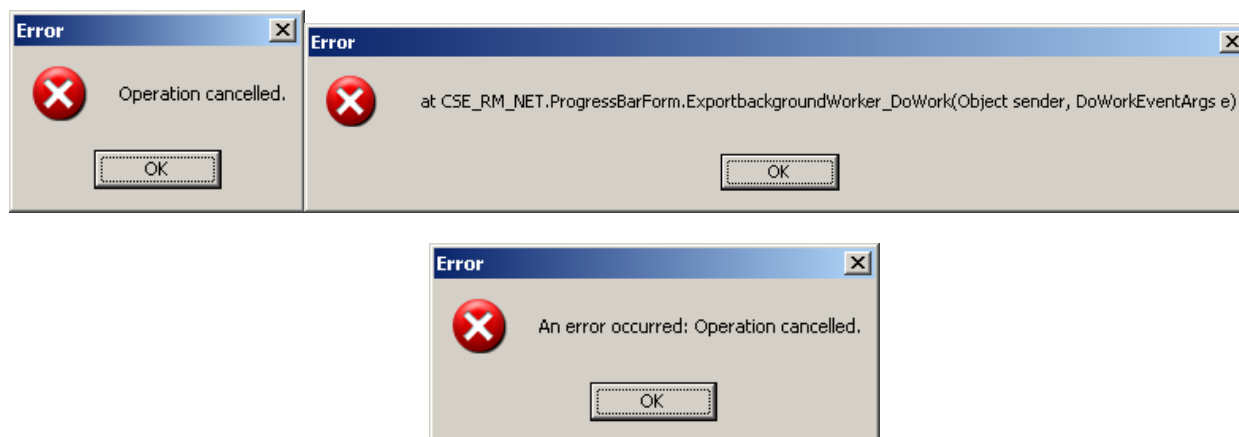 Error
Operation cancelled.
OK
Error
at CSE_RM_NET.ProgressBarForm.ExportbackgroundWorker_DoWork(Object sender, DoWorkEventArgs e)
OK
Error
An error occurred: Operation cancelled.
OK